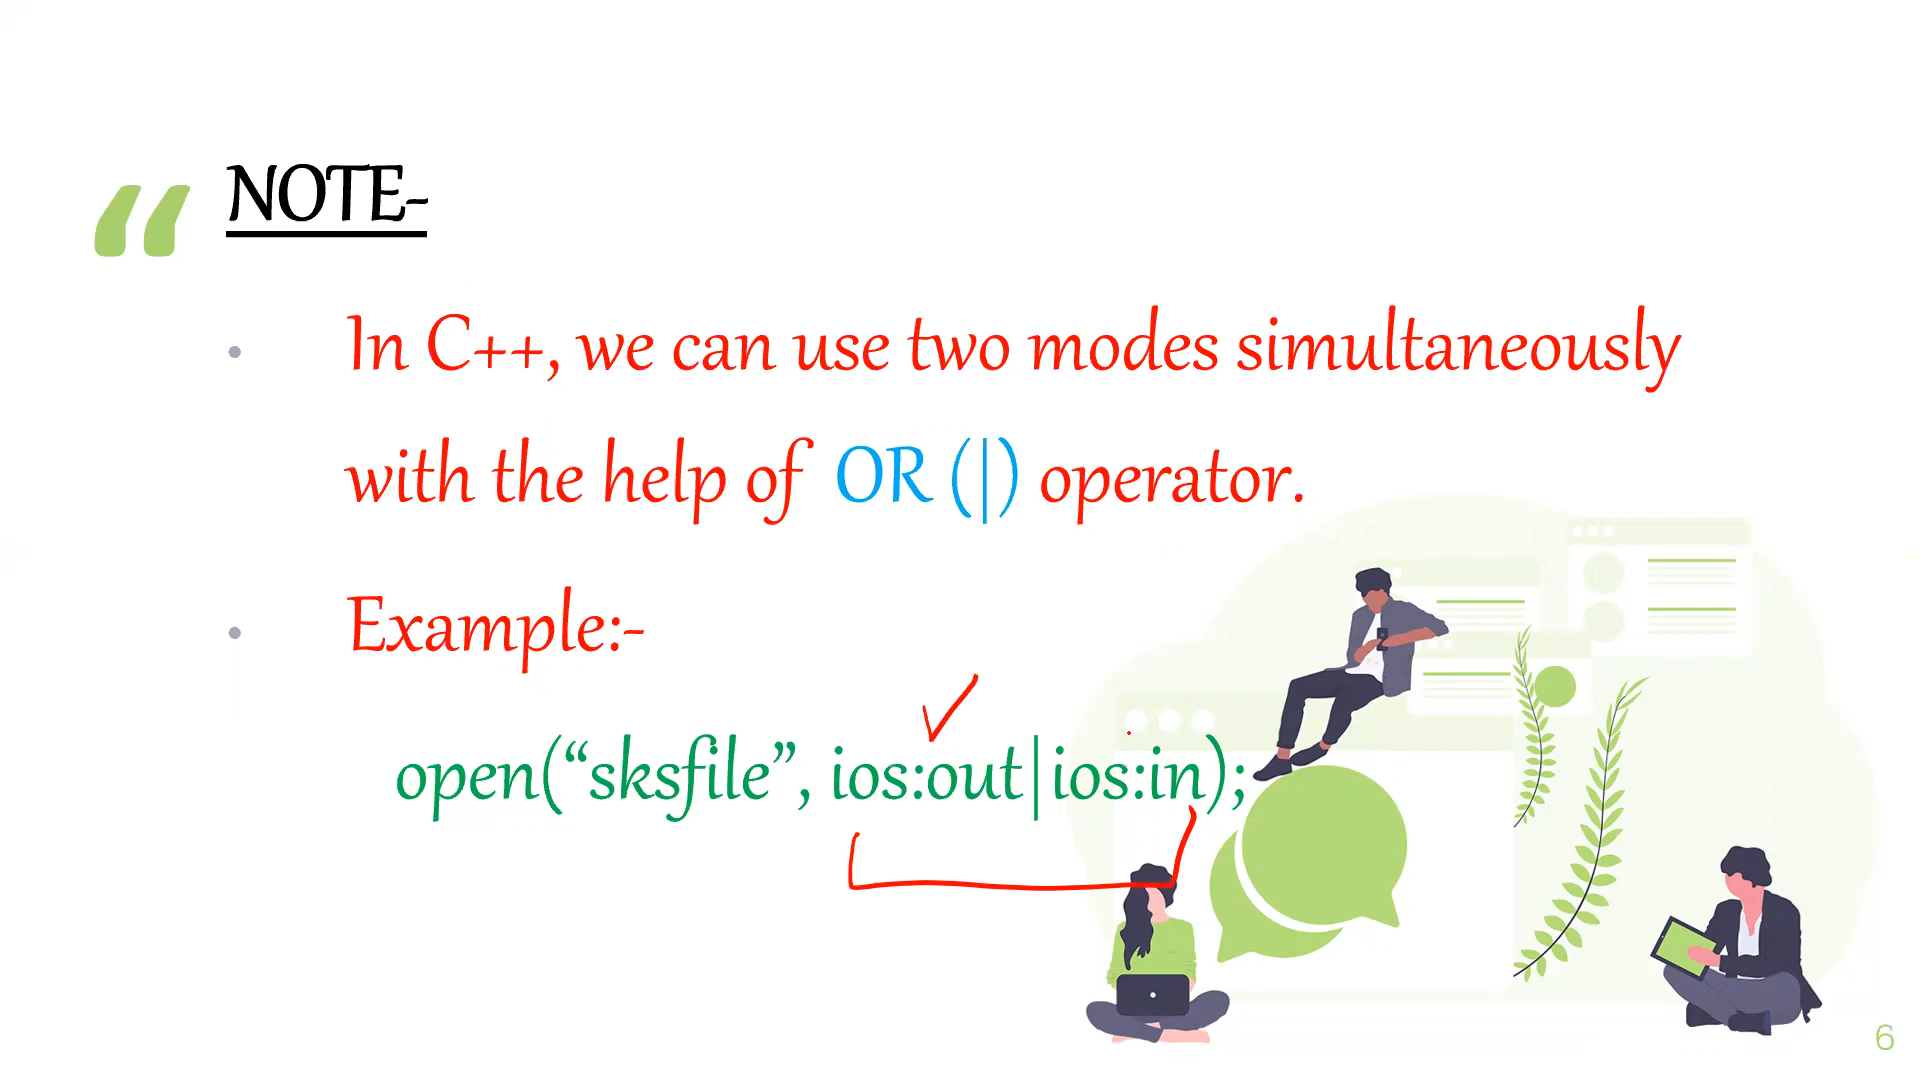 “ NOTE-
• In C++, we can use two modes simultaneously
with the help of OR (|) operator.
• Example:-
open(“sksfile”, ios:out|ios:in);
6